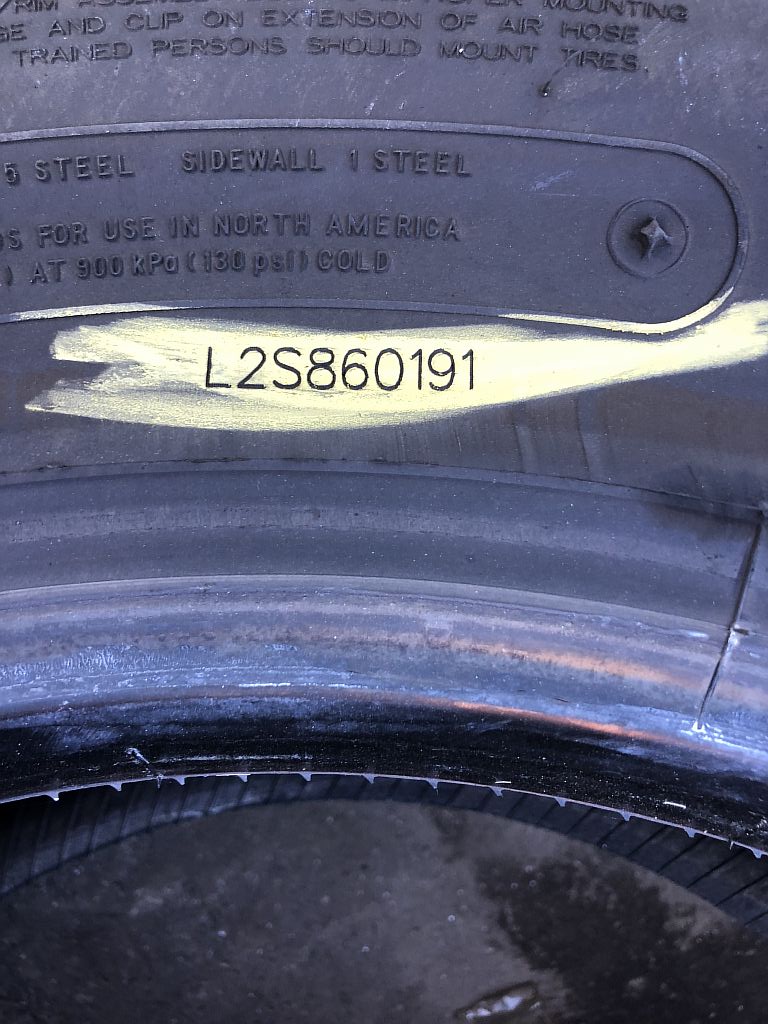 MOUNTING
GE AND CLIP ON EXTENSION OF AIR HOSE
TRAINED PERSONS SHOULD MOUNT TIRES
5 STEEL SIDEWALL 1 STEEL
FOR USE IN NORTH AMERICA
) AT 900 kPa (130 psi) COLD
L2S860191